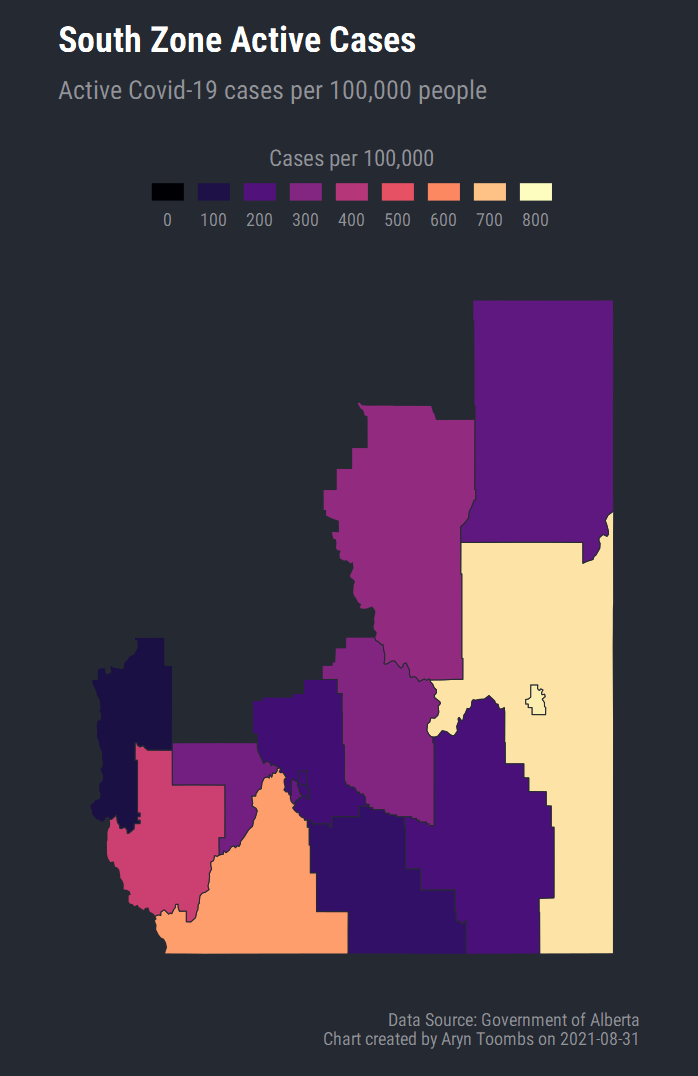 South Zone Active Cases
Active Covid-19 cases per 100,000 people
Cases per 100,000
0 100 200 300 400 500 600 700 800
Data Source: Government of Alberta
Chart created by Aryn Toombs on 2021-08-31